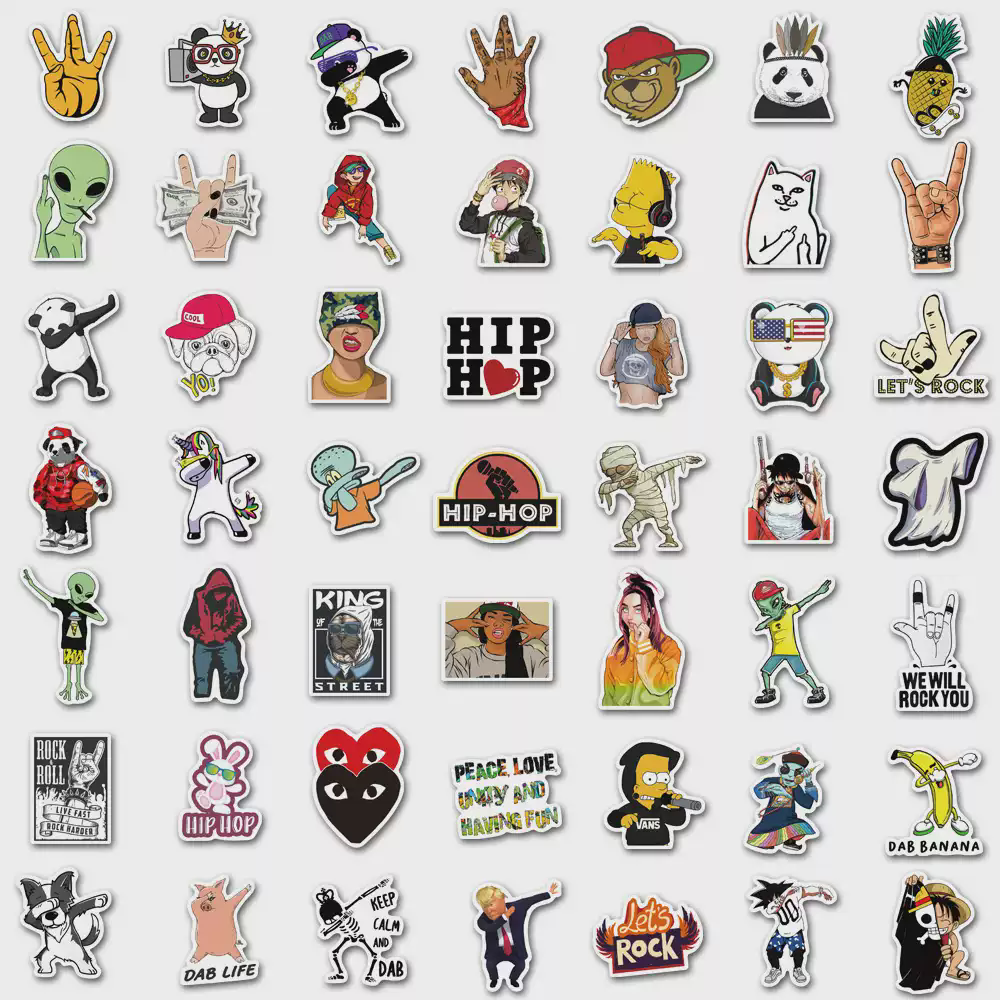 DAB
COOL
YO!
HIP
HOP
LET'S ROCK
HIP-HOP
KING
OF THE
STREET
WE WILL
ROCK YOU
ROCK
ROLL
LIVE FAST
ROCK HARDER
HIP HOP
PEACE, LOVE
UNITY AND
HAVING FUN
VANS
DAB BANANA
DAB LIFE
KEEP
CALM
AND
DAB
Let's
ROCK
00